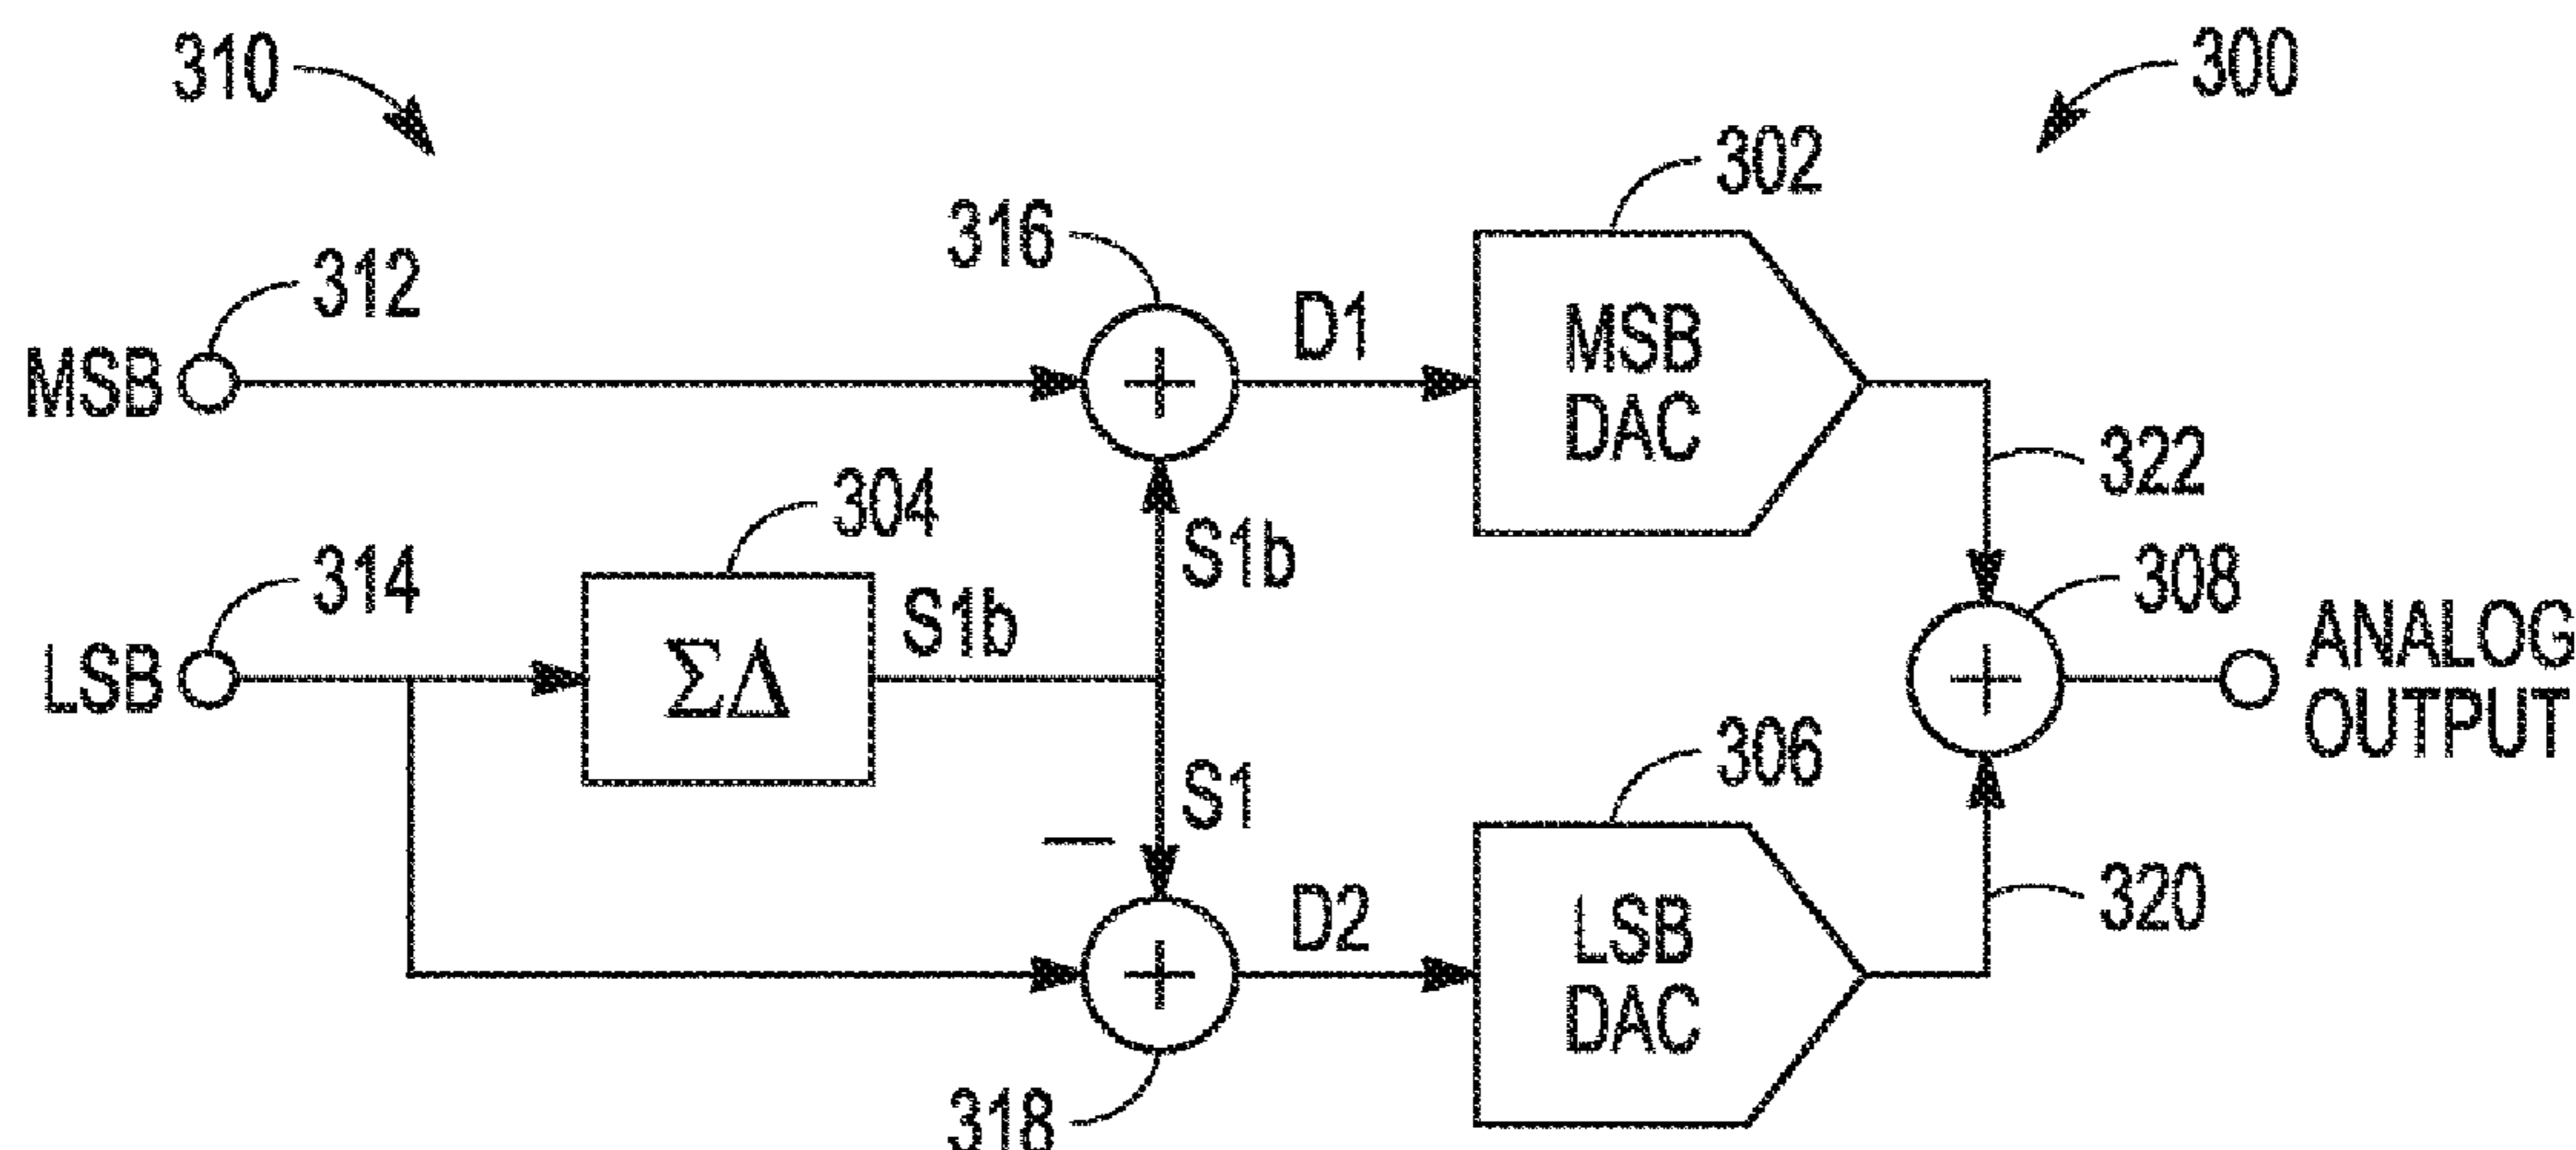 310
300
302
316
312
D1
MSB
MSB
DAC
322
304
S1b
314
S1b
308
LSB
ΣΔ
ANALOG
OUTPUT
306
S1
–
D2
LSB
DAC
320
+
+
+
318